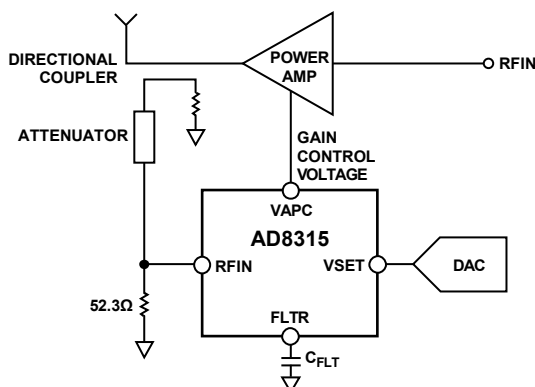 DIRECTIONAL
COUPLER
POWER
AMP
RFIN
ATTENUATOR
GAIN
CONTROL
VOLTAGE
VAPC
AD8315
RFIN
VSET
DAC
52.3Ω
FLTR
CFLT